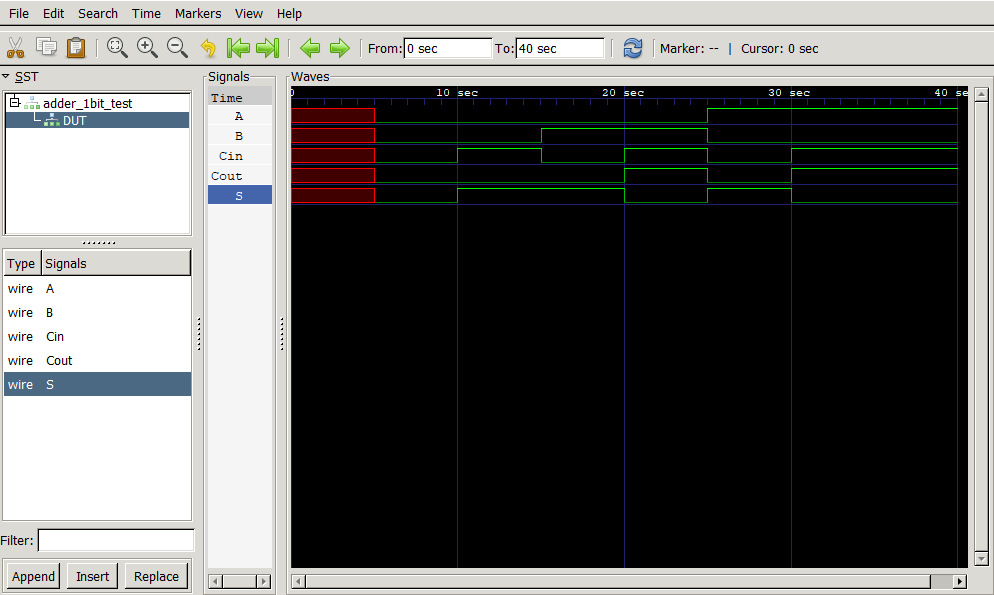 File Edit Search Time Markers View Help
From: 0 sec To: 40 sec Marker: -- | Cursor: 0 sec
SST
adder_1bit_test
DUT
Type Signals
wire A
wire B
wire Cin
wire Cout
wire S
Filter:
Append Insert Replace
Signals
Time
A
B
Cin
Cout
S
Waves
0 10 sec 20 sec 30 sec 40 se